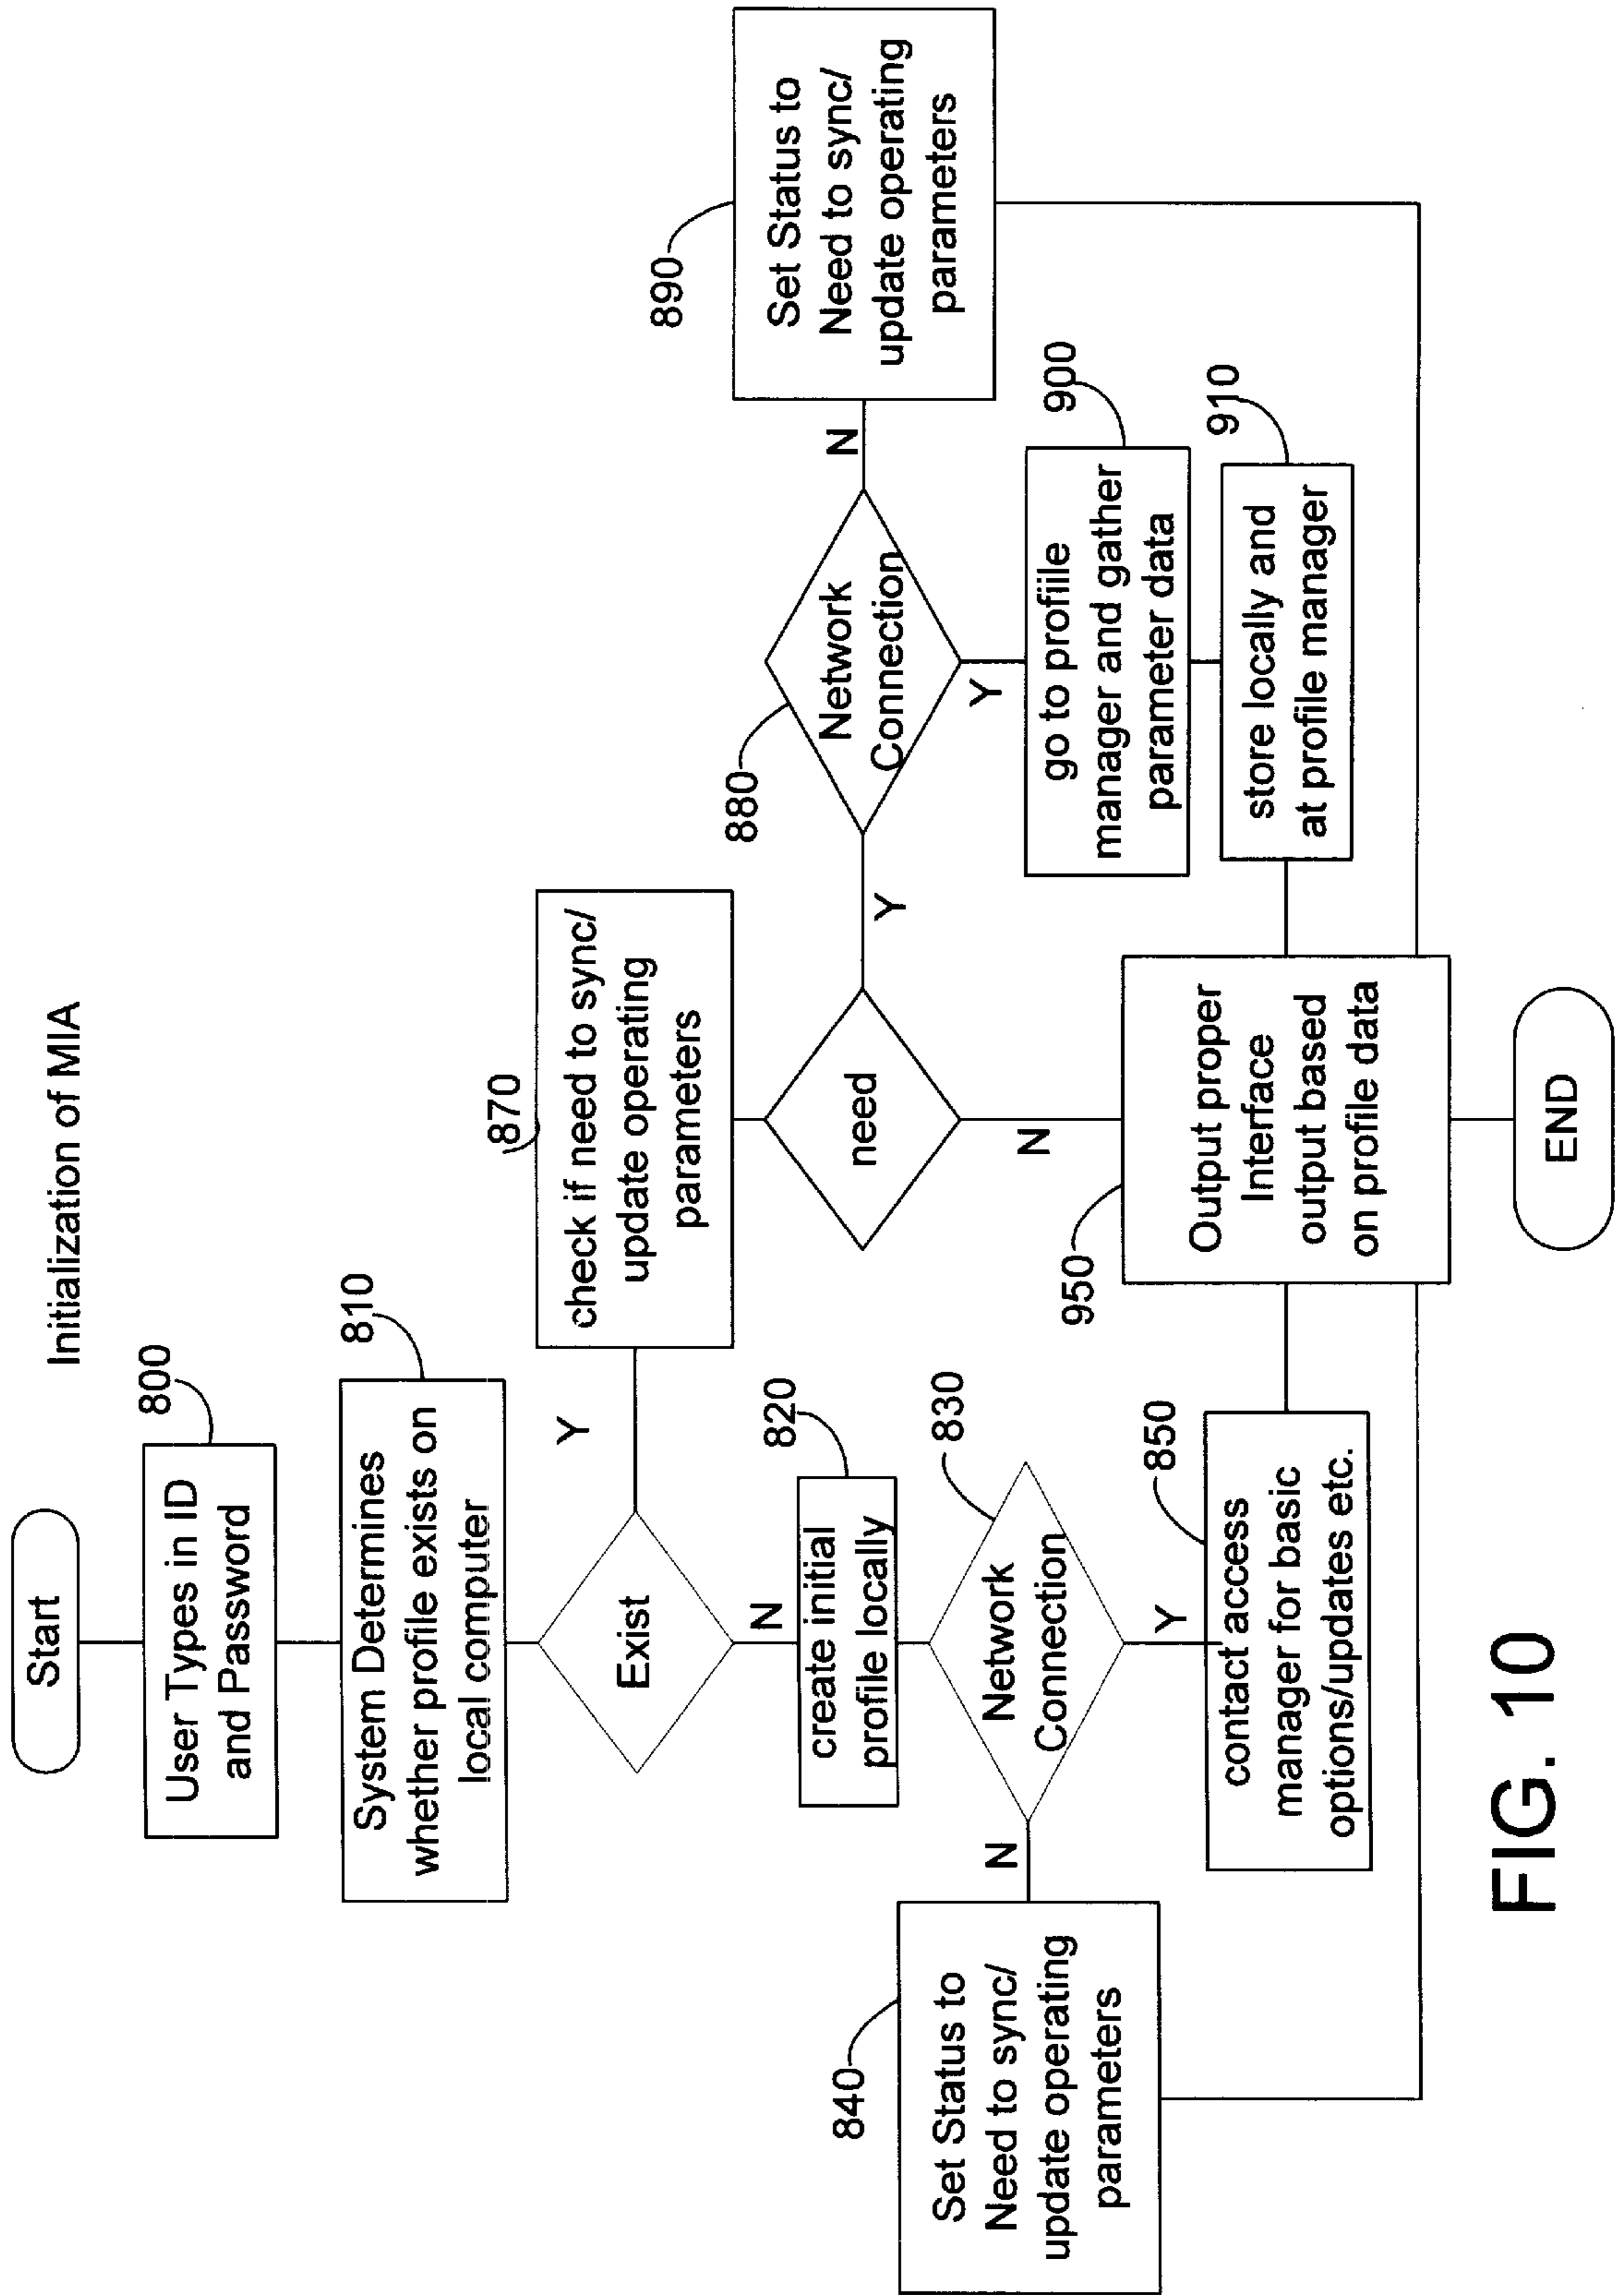 Initialization of MIA
Start
800
User Types in ID
and Password
810
System Determines
whether profile exists on
local computer
Exist
Y
N
870
check if need to sync/
update operating
parameters
820
create initial
profile locally
need
Y
N
880
Network
Connection
N
Y
890
Set Status to
Need to sync/
update operating
parameters
830
Network
Connection
N
Y
840
Set Status to
Need to sync/
update operating
parameters
850
contact access
manager for basic
options/updates etc.
900
go to profiile
manager and gather
parameter data
910
store locally and
at profile manager
950
Output proper
Interface
output based
on profile data
END
FIG. 10